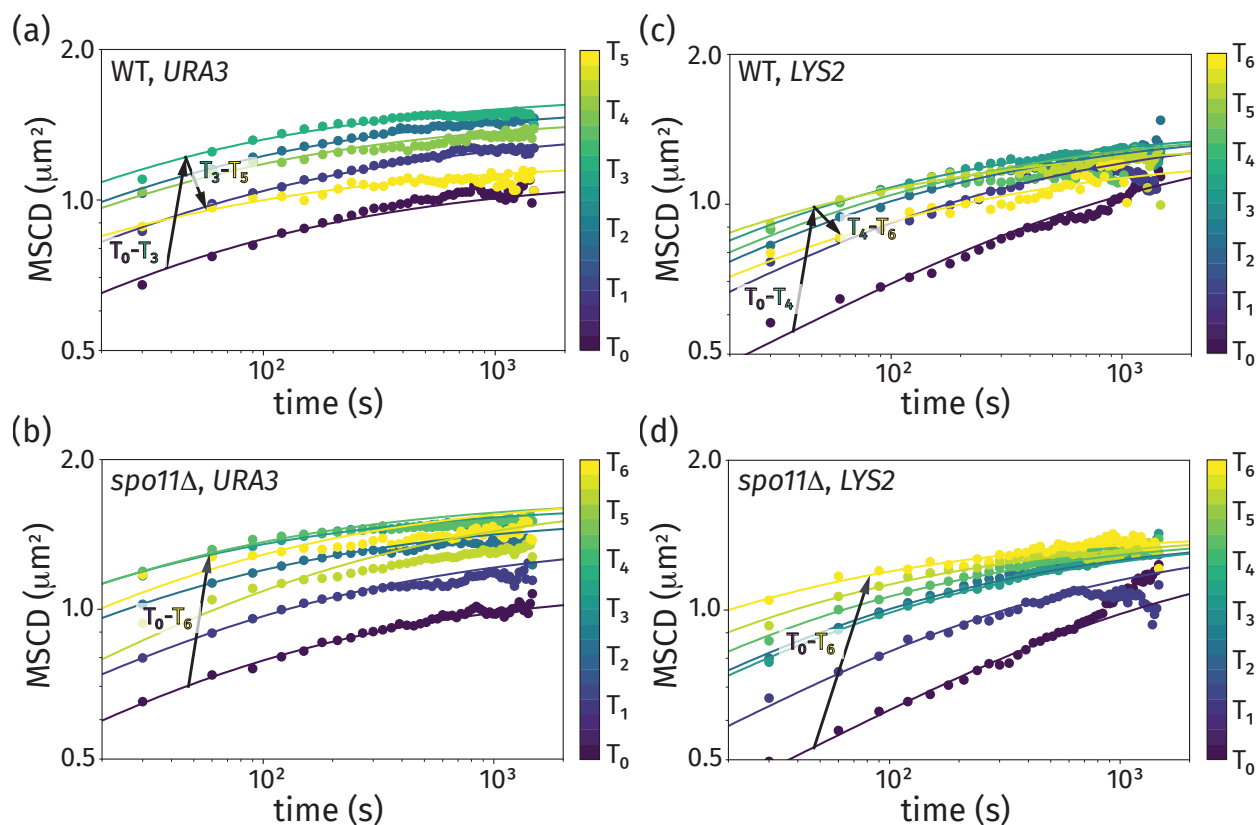 (a)
WT, URA3
MSCD (μm²)
2.0
1.0
0.5
T₃–T₅
T₀–T₃
10² 10³
time (s)
T₅
T₄
T₃
T₂
T₁
T₀
(c)
WT, LYS2
MSCD (μm²)
2.0
1.0
0.5
T₄–T₆
T₀–T₄
10² 10³
time (s)
T₆
T₅
T₄
T₃
T₂
T₁
T₀
(b)
spo11Δ, URA3
MSCD (μm²)
2.0
1.0
0.5
T₀–T₆
10² 10³
time (s)
T₆
T₅
T₄
T₃
T₂
T₁
T₀
(d)
spo11Δ, LYS2
MSCD (μm²)
2.0
1.0
0.5
T₀–T₆
10² 10³
time (s)
T₆
T₅
T₄
T₃
T₂
T₁
T₀